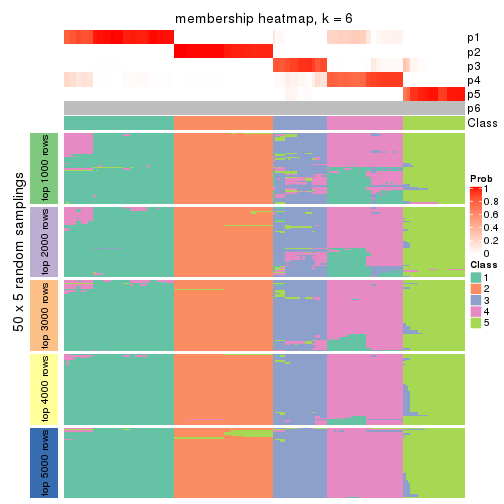 membership heatmap, k = 6
p1
p2
p3
p4
p5
p6
Class
50 x 5 random samplings
top 1000 rows
top 2000 rows
top 3000 rows
top 4000 rows
top 5000 rows
Prob
1
0.8
0.6
0.4
0.2
0
Class
1
2
3
4
5